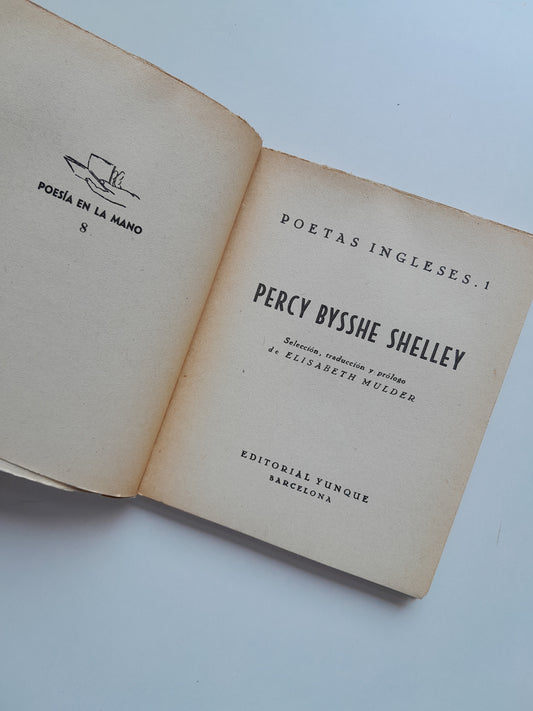 POESÍA EN LA MANO
8
POETAS INGLESES. 1
PERCY BYSSHE SHELLEY
Selección, traducción y prólogo
de ELISABETH MULDER
EDITORIAL YUNQUE
BARCELONA